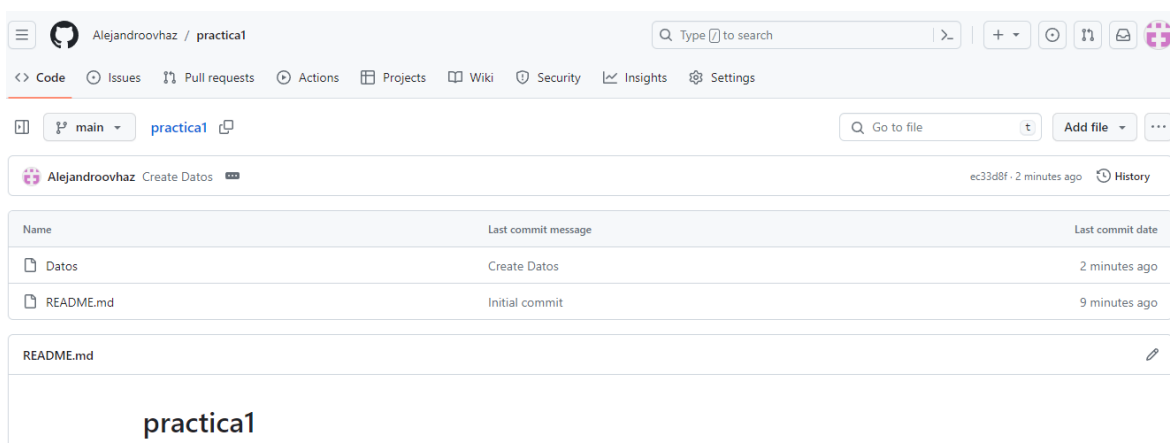 Alejandroovhaz / practica1 Type / to search
Code Issues Pull requests Actions Projects Wiki Security Insights Settings
main practica1 Go to file t Add file
Alejandroovhaz Create Datos ec33d8f · 2 minutes ago History
Name Last commit message Last commit date
Datos Create Datos 2 minutes ago
README.md Initial commit 9 minutes ago
README.md
practica1